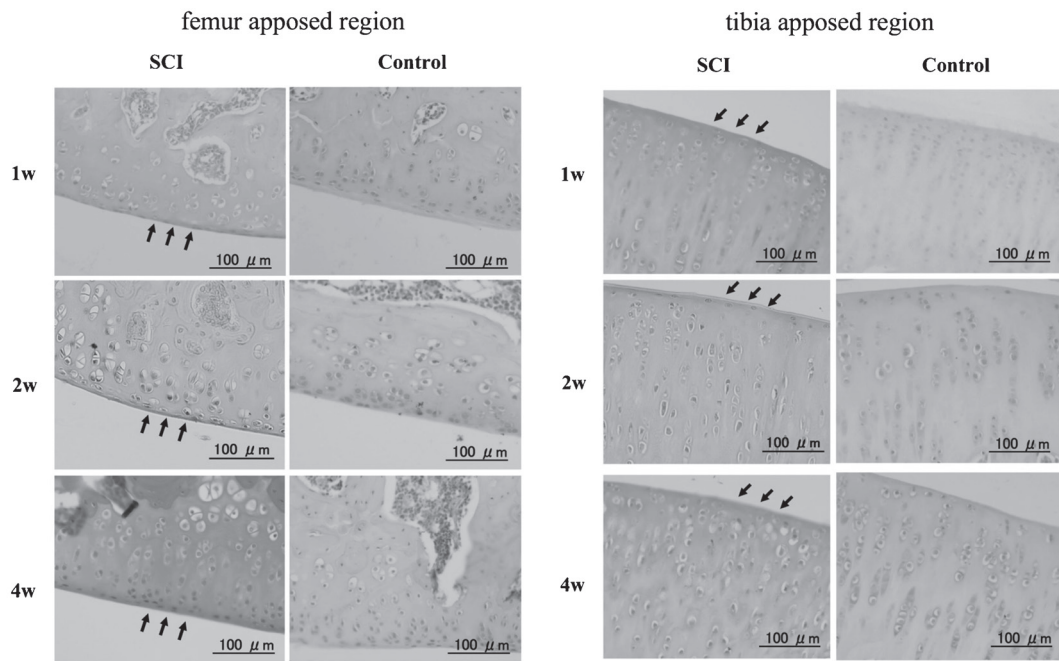 femur apposed region
tibia apposed region
SCI Control
SCI Control
1w
100 μm 100 μm
1w
100 μm 100 μm
2w
100 μm 100 μm
2w
100 μm 100 μm
4w
100 μm 100 μm
4w
100 μm 100 μm